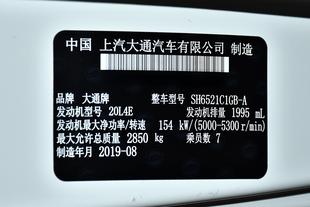 中国 上汽大通汽车有限公司 制造
品牌 大通牌 整车型号 SH6521C1GB-A
发动机型号 20L4E 发动机排量 1995 mL
发动机最大净功率/转速 154 kW/(5000-5300 r/min)
最大允许总质量 2850 kg 乘员数 7
制造年月 2019-08